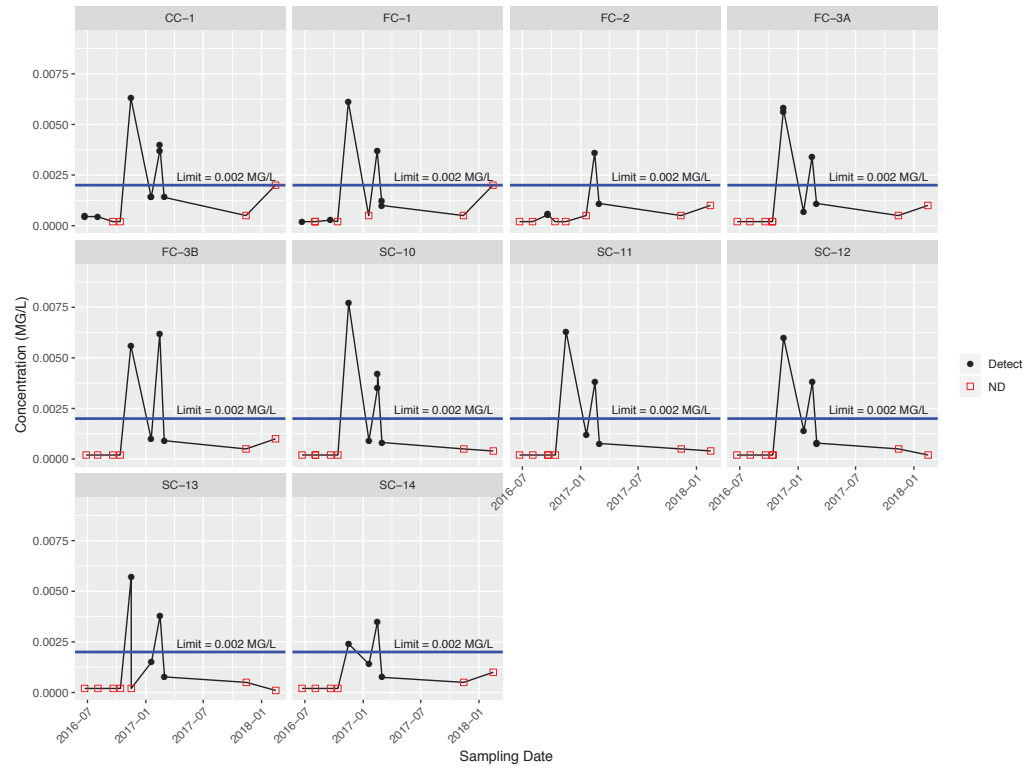 CC−1 FC−1 FC−2 FC−3A
0.0075
0.0050
0.0025
0.0000
Limit = 0.002 MG/L Limit = 0.002 MG/L Limit = 0.002 MG/L Limit = 0.002 MG/L
FC−3B SC−10 SC−11 SC−12
0.0075
0.0050
0.0025
0.0000
Limit = 0.002 MG/L Limit = 0.002 MG/L Limit = 0.002 MG/L Limit = 0.002 MG/L
2016−07 2017−01 2017−07 2018−01 2016−07 2017−01 2017−07 2018−01
SC−13 SC−14
0.0075
0.0050
0.0025
0.0000
Limit = 0.002 MG/L Limit = 0.002 MG/L
2016−07 2017−01 2017−07 2018−01 2016−07 2017−01 2017−07 2018−01
Sampling Date
Concentration (MG/L)
Detect
ND